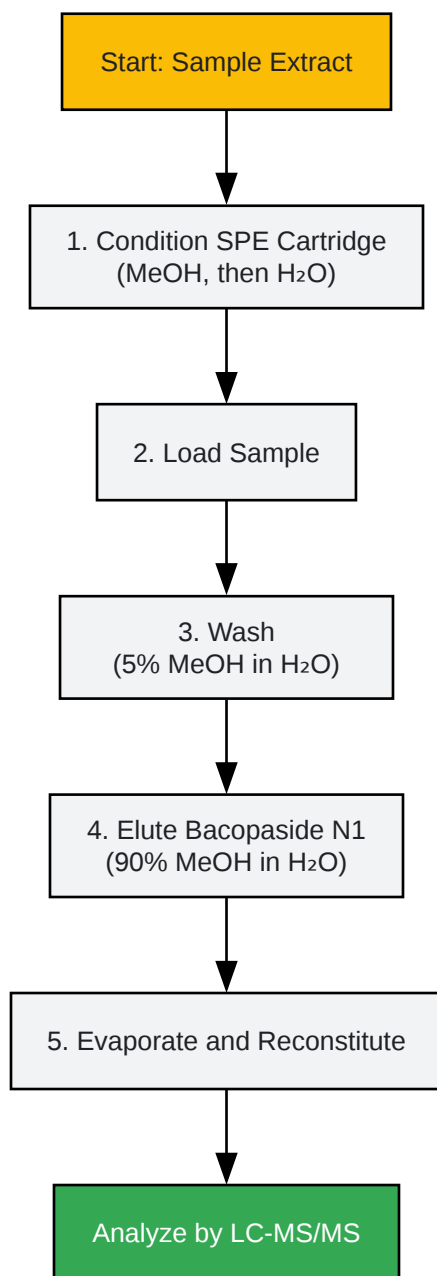 Start: Sample Extract
1. Condition SPE Cartridge
(MeOH, then H₂O)
2. Load Sample
3. Wash
(5% MeOH in H₂O)
4. Elute Bacopaside N1
(90% MeOH in H₂O)
5. Evaporate and Reconstitute
Analyze by LC-MS/MS